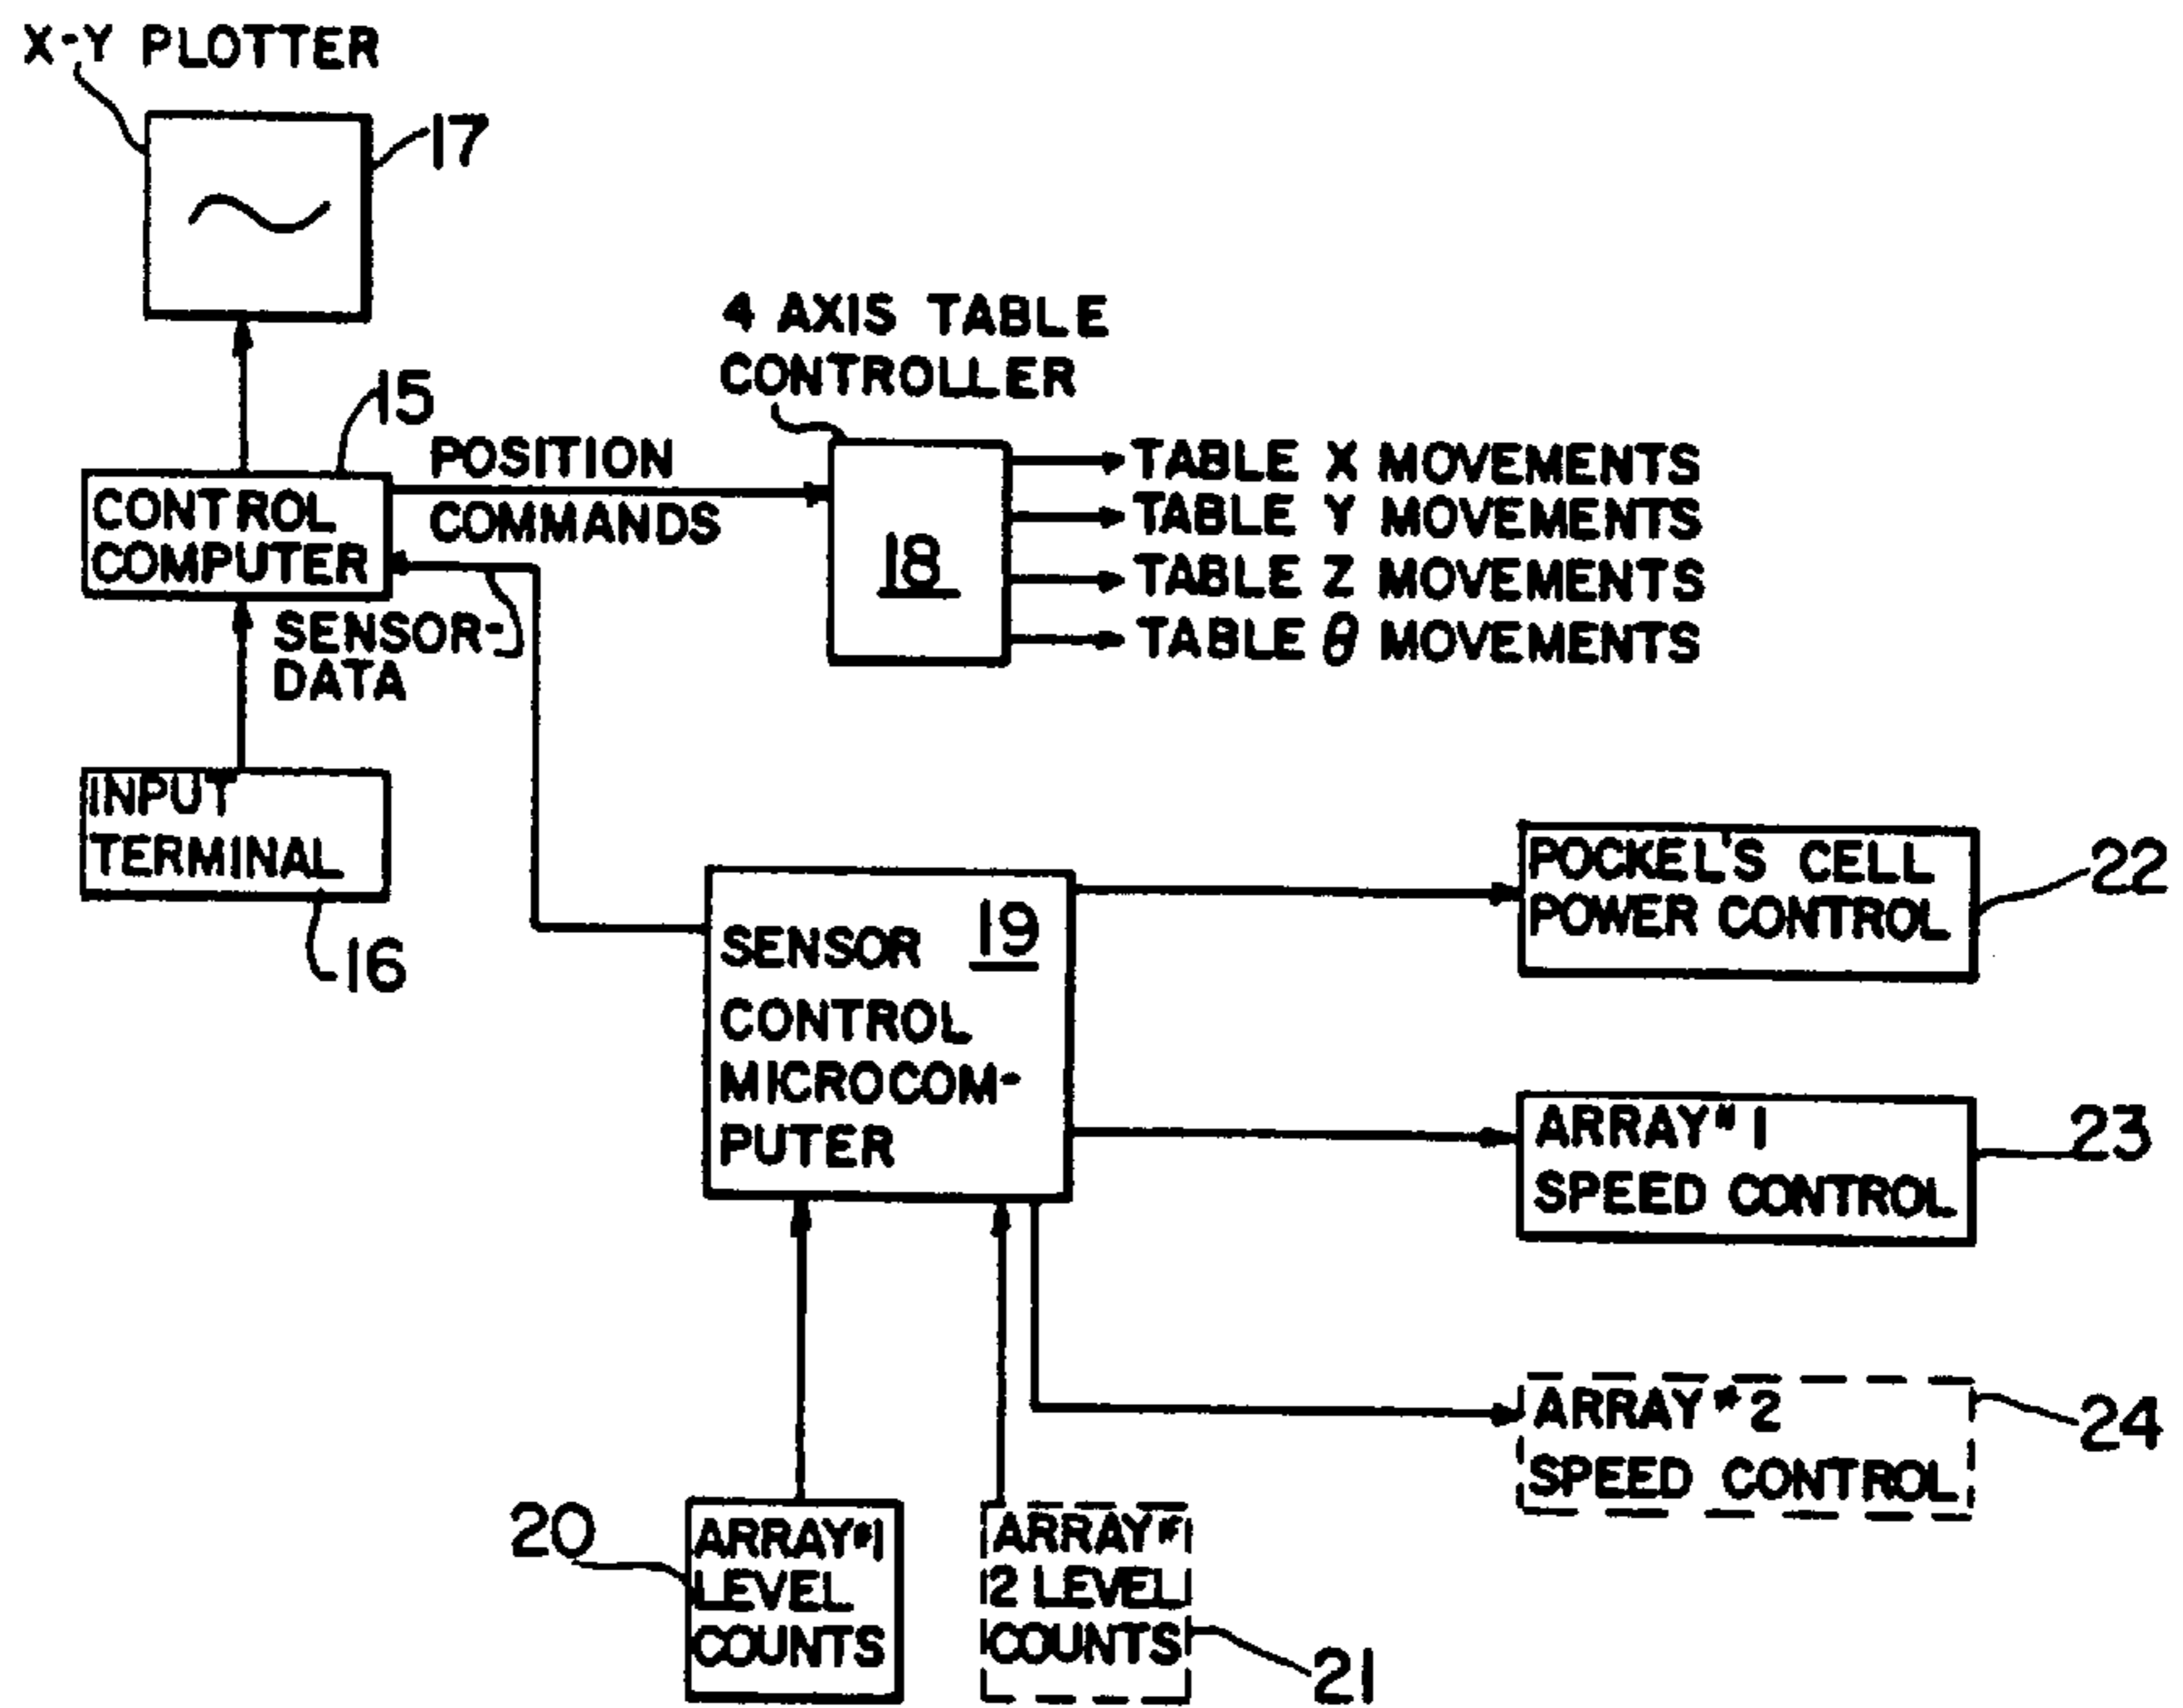 X-Y PLOTTER
17
4 AXIS TABLE
CONTROLLER
15
POSITION
COMMANDS
CONTROL
COMPUTER
18
TABLE X MOVEMENTS
TABLE Y MOVEMENTS
TABLE Z MOVEMENTS
TABLE θ MOVEMENTS
SENSOR-
DATA
INPUT
TERMINAL
16
SENSOR 19
CONTROL
MICROCOM-
PUTER
POCKEL'S CELL
POWER CONTROL
22
ARRAY # 1
SPEED CONTROL
23
ARRAY # 2
SPEED CONTROL
24
20
ARRAY #1
LEVEL
COUNTS
ARRAY #
2 LEVEL
COUNTS
21